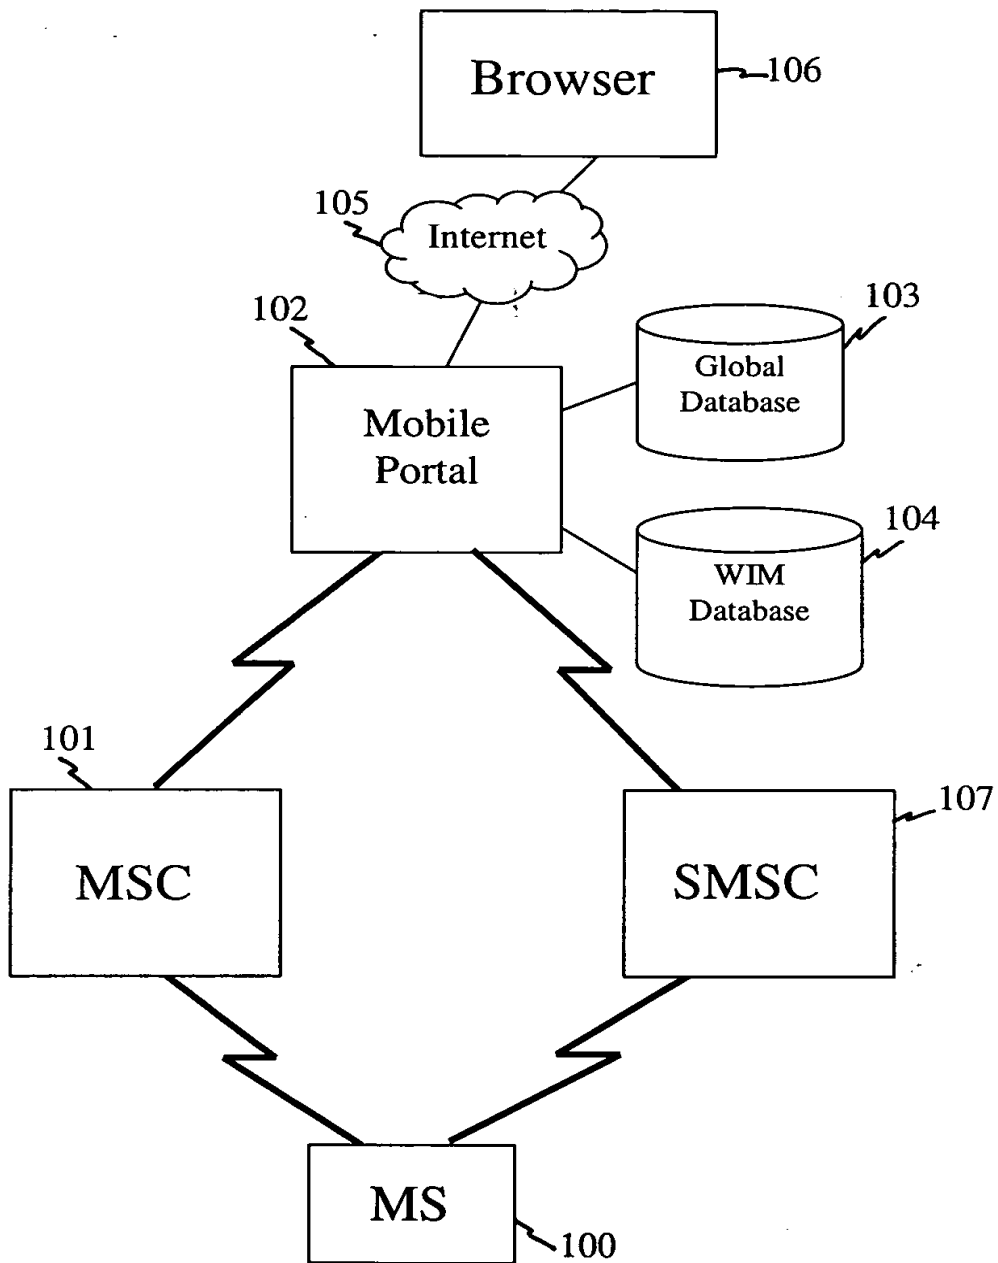 Browser
106
105
Internet
102
103
Global
Database
Mobile
Portal
104
WIM
Database
101
MSC
107
SMSC
MS
100